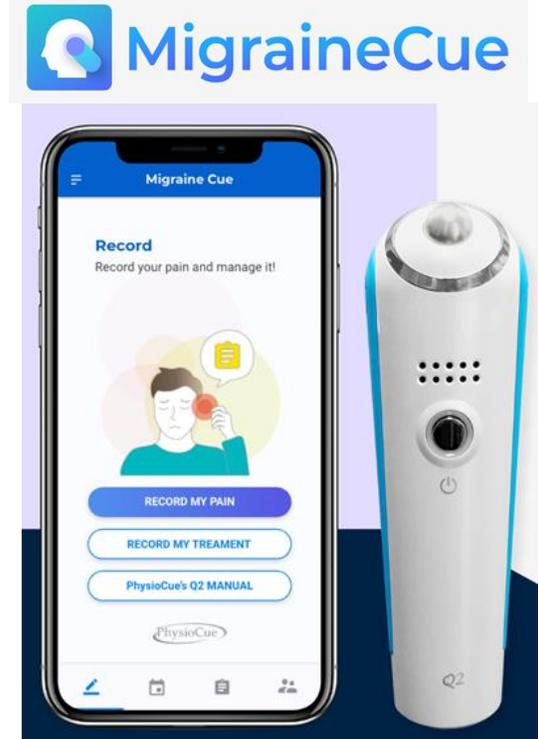 MigraineCue
Migraine Cue
Record
Record your pain and manage it!
RECORD MY PAIN
RECORD MY TREAMENT
PhysioCue's Q2 MANUAL
PhysioCue
Q2